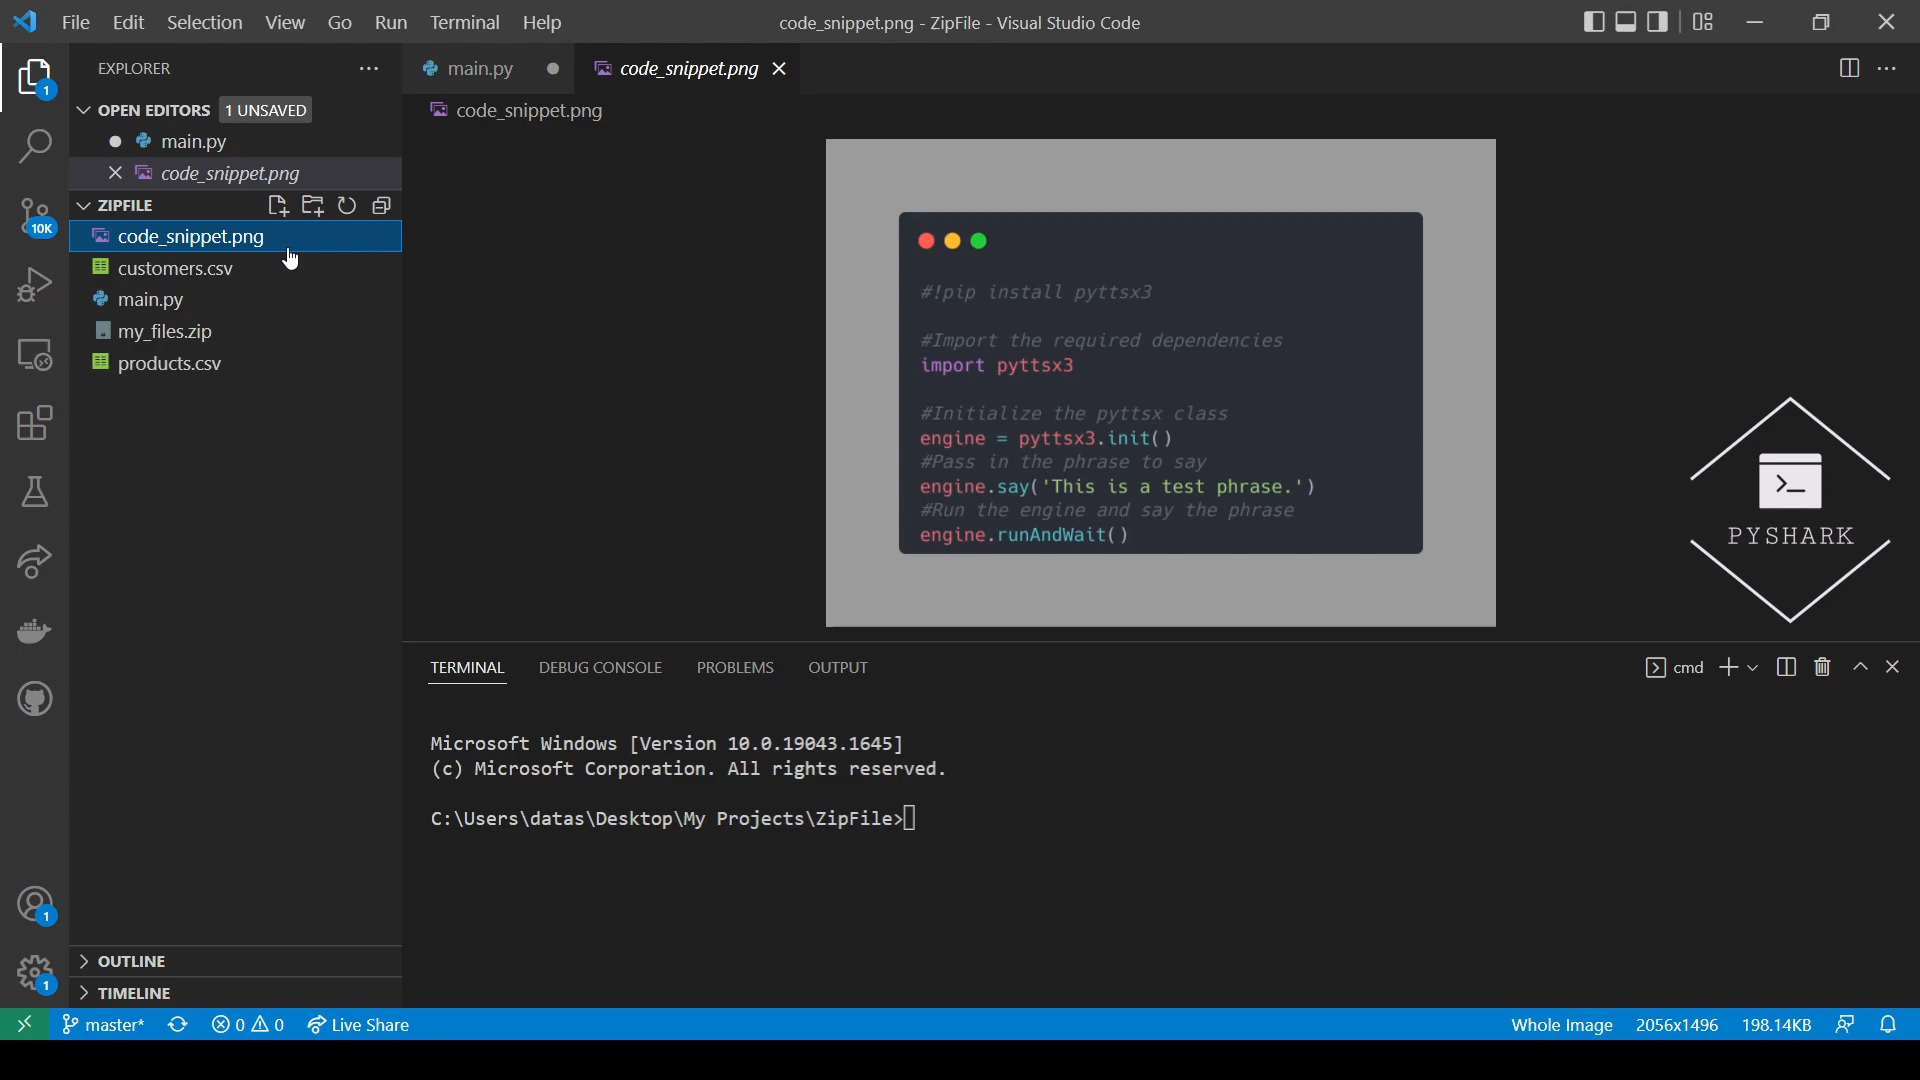 File Edit Selection View Go Run Terminal Help
code_snippet.png - ZipFile - Visual Studio Code
1
10K
EXPLORER
OPEN EDITORS 1 UNSAVED
main.py
code_snippet.png
ZIPFILE
code_snippet.png
customers.csv
main.py
my_files.zip
products.csv
OUTLINE
TIMELINE
1
1
main.py
code_snippet.png
code_snippet.png
#!pip install pyttsx3
#Import the required dependencies
import pyttsx3
#Initialize the pyttsx class
engine = pyttsx3.init()
#Pass in the phrase to say
engine.say('This is a test phrase.')
#Run the engine and say the phrase
engine.runAndWait()
PYSHARK
TERMINAL DEBUG CONSOLE PROBLEMS OUTPUT
cmd
Microsoft Windows [Version 10.0.19043.1645]
(c) Microsoft Corporation. All rights reserved.
C:\Users\datas\Desktop\My Projects\ZipFile>
master* 0 0 Live Share
Whole Image 2056x1496 198.14KB